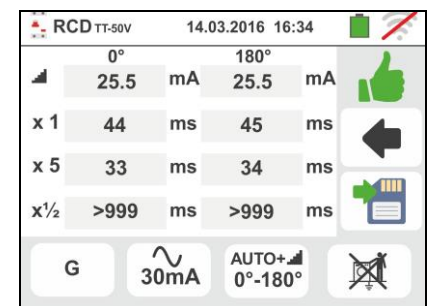 RCD TT-50V 14.03.2016 16:34
0° 180°
25.5 mA 25.5 mA
x 1 44 ms 45 ms
x 5 33 ms 34 ms
x½ >999 ms >999 ms
G 30mA AUTO+ 0°-180°